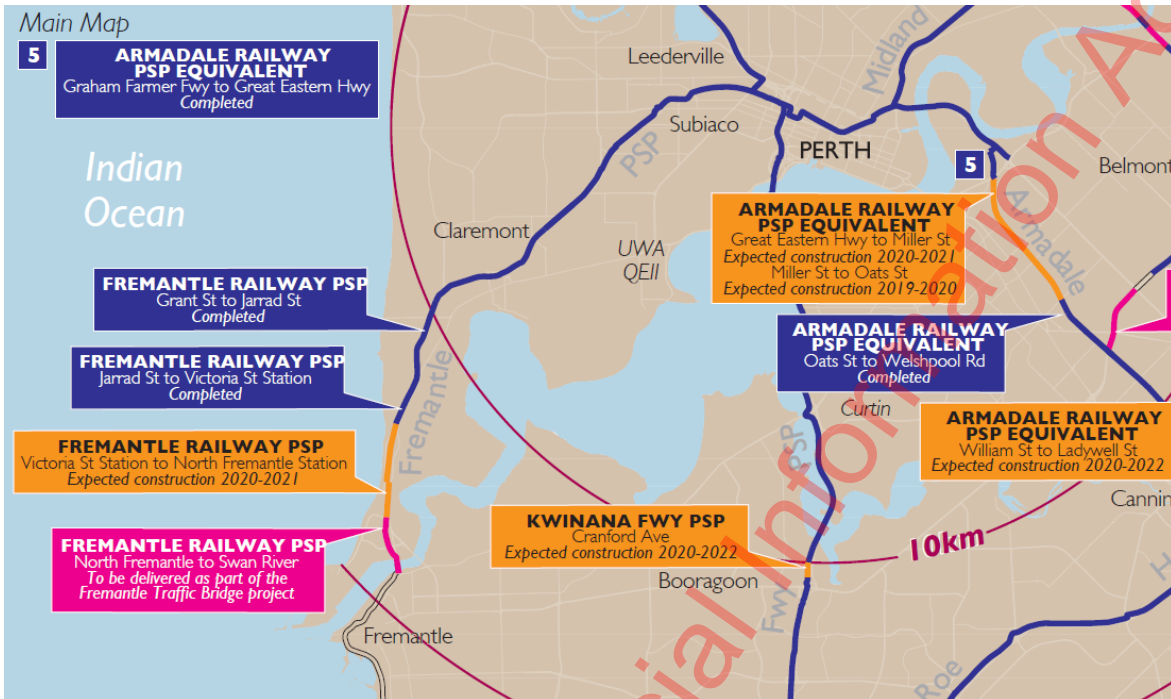 Main Map
5
ARMADALE RAILWAY
PSP EQUIVALENT
Graham Farmer Fwy to Great Eastern Hwy
Completed
Leederville
Midland
Subiaco
PSP
PERTH
5
Belmont
Indian
Ocean
Claremont
UWA
QEII
ARMADALE RAILWAY
PSP EQUIVALENT
Great Eastern Hwy to Miller St
Expected construction 2020-2021
Miller St to Oats St
Expected construction 2019-2020
Armadale
FREMANTLE RAILWAY PSP
Grant St to Jarrad St
Completed
ARMADALE RAILWAY
PSP EQUIVALENT
Oats St to Welshpool Rd
Completed
FREMANTLE RAILWAY PSP
Jarrad St to Victoria St Station
Completed
Fremantle
Curtin
PSP
ARMADALE RAILWAY
PSP EQUIVALENT
William St to Ladywell St
Expected construction 2020-2022
FREMANTLE RAILWAY PSP
Victoria St Station to North Fremantle Station
Expected construction 2020-2021
Cannin
KWINANA FWY PSP
Cranford Ave
Expected construction 2020-2022
10km
FREMANTLE RAILWAY PSP
North Fremantle to Swan River
To be delivered as part of the
Fremantle Traffic Bridge project
Booragoon
Fwy
H
Fremantle
Roe
cial Information Ac